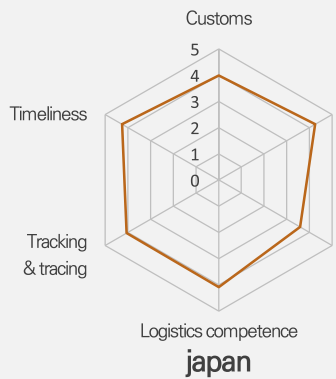 Customs
5
4
3
2
1
0
Timeliness
Tracking
& tracing
Logistics competence
japan